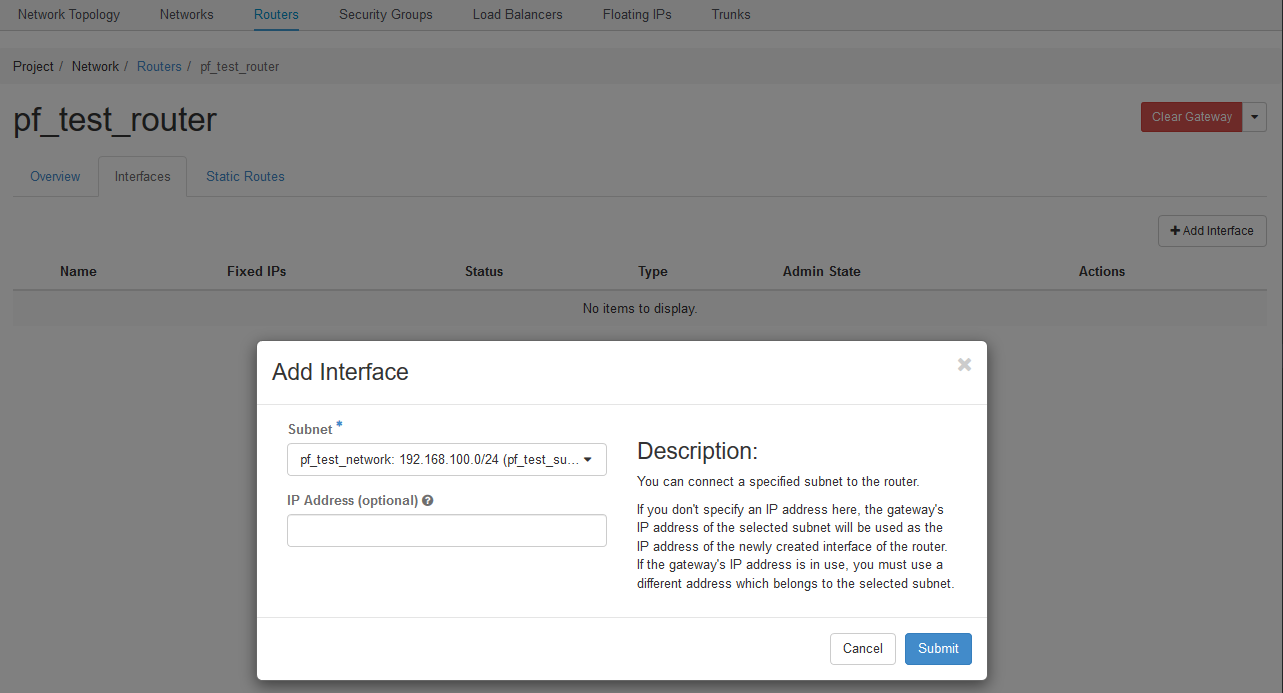 Network Topology Networks Routers Security Groups Load Balancers Floating IPs Trunks
Project / Network / Routers / pf_test_router
pf_test_router
Clear Gateway
Overview Interfaces Static Routes
+ Add Interface
Name Fixed IPs Status Type Admin State Actions
No items to display.
Add Interface
Subnet *
pf_test_network: 192.168.100.0/24 (pf_test_su...
IP Address (optional)
Description:
You can connect a specified subnet to the router.
If you don't specify an IP address here, the gateway's
IP address of the selected subnet will be used as the
IP address of the newly created interface of the router.
If the gateway's IP address is in use, you must use a
different address which belongs to the selected subnet.
Cancel Submit